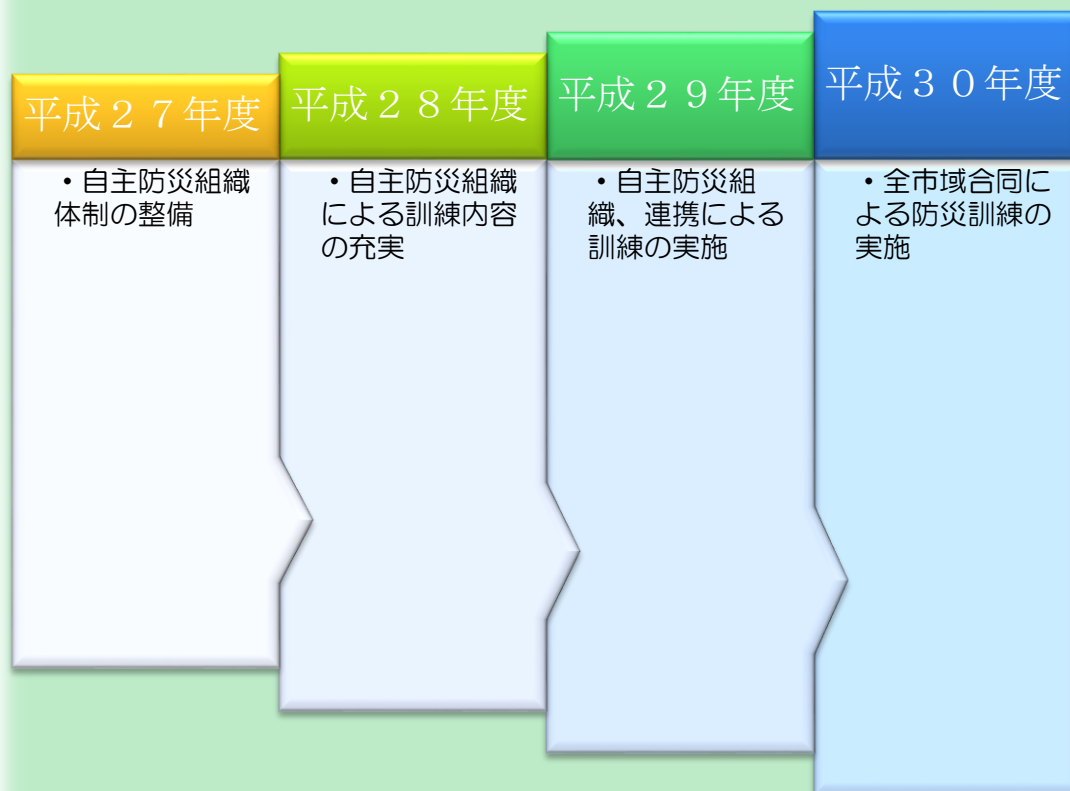 平成２７年度
・自主防災組織
体制の整備
平成２８年度
・自主防災組織
による訓練内容
の充実
平成２９年度
・自主防災組
織、連携による
訓練の実施
平成３０年度
・全市域合同に
よる防災訓練の
実施